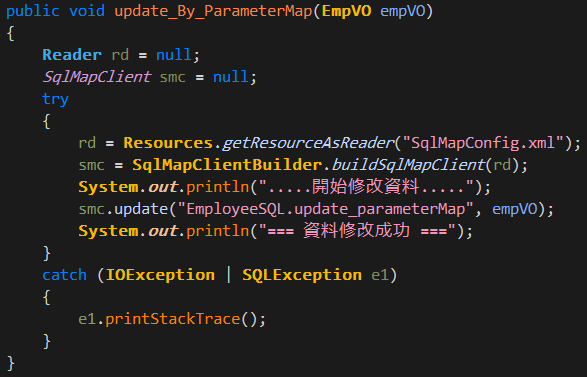 public void update_By_ParameterMap(EmpVO empVO)
{
    Reader rd = null;
    SqlMapClient smc = null;
    try
    {
        rd = Resources.getResourceAsReader("SqlMapConfig.xml");
        smc = SqlMapClientBuilder.buildSqlMapClient(rd);
        System.out.println(".....開始修改資料.....");
        smc.update("EmployeeSQL.update_parameterMap", empVO);
        System.out.println("=== 資料修改成功 ===");
    }
    catch (IOException | SQLException e1)
    {
        e1.printStackTrace();
    }
}